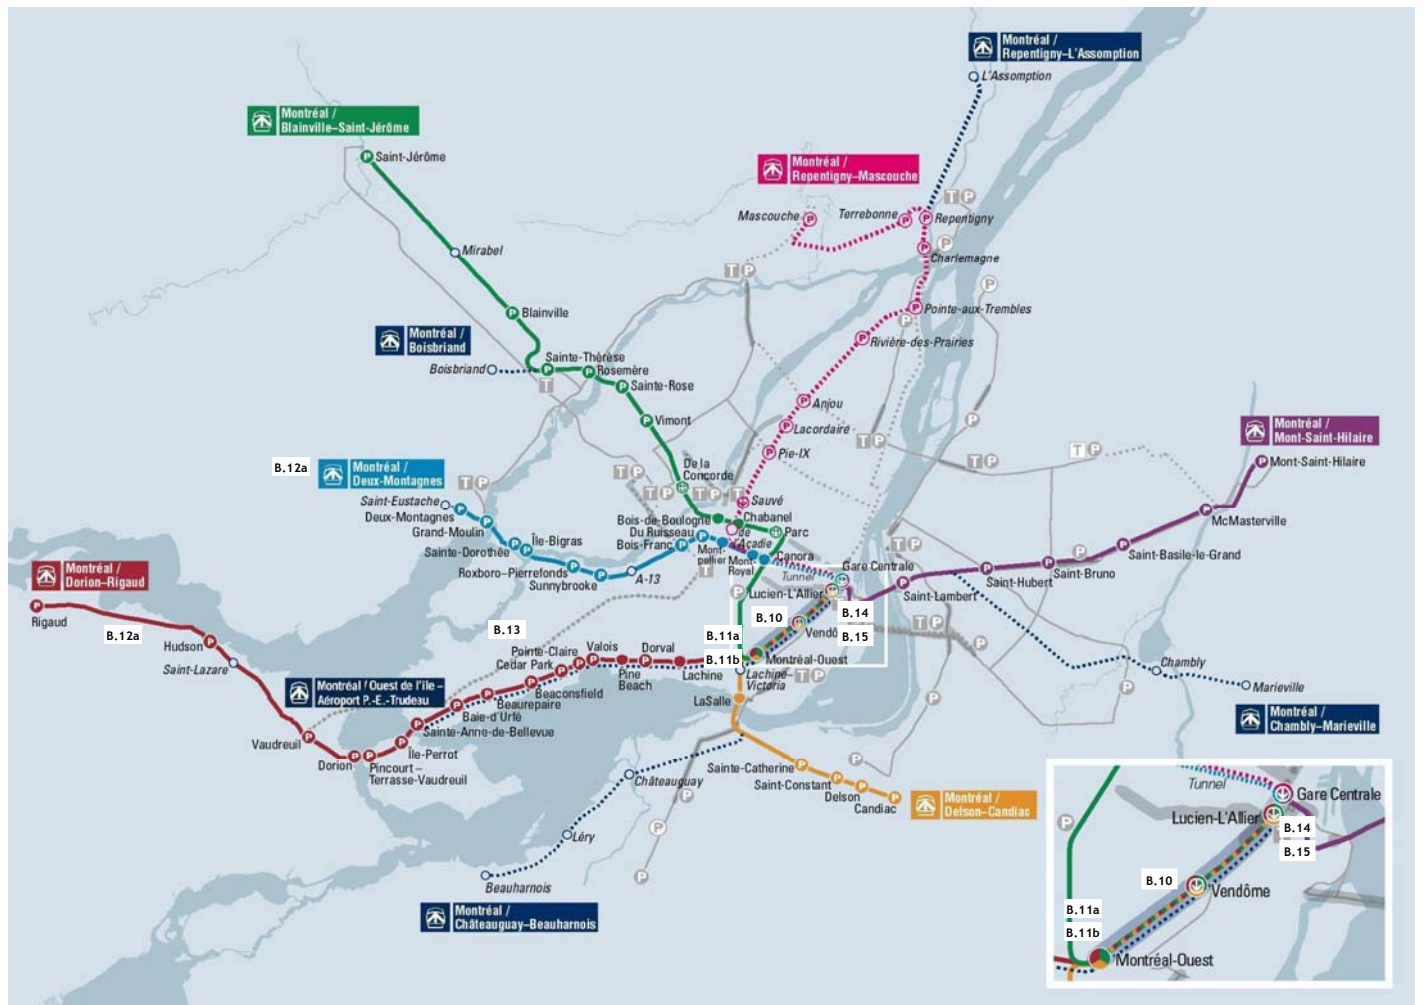 Montréal /
Repentigny–L'Assomption
L'Assomption
Montréal /
Blainville–Saint-Jérôme
Saint-Jérôme
Montréal /
Repentigny–Mascouche
Mascouche
Terrebonne
Repentigny
Charlemagne
Mirabel
T P
T P
P
P
Blainville
Pointe-aux-Trembles
P
Montréal /
Boisbriand
Rivière-des-Prairies
Boisbriand
Sainte-Thérèse
Rosemère
T
Sainte-Rose
Anjou
Vimont
Lacordaire
P
T P
Montréal /
Mont-Saint-Hilaire
Pie-IX
T P
T P
Mont-Saint-Hilaire
B.12a
Montréal /
Deux-Montagnes
De la
Concorde
T P
T P
T P
T P
T
Saint-Eustache
Deux-Montagnes
Grand-Moulin
Sauvé
Bois-de-Boulogne
Chabanel
McMasterville
Du Ruisseau
de
l'Acadie
Parc
Bois-Franc
Île-Bigras
Sainte-Dorothée
Mont-
pellier
Mont-
Royal
Canora
T P
P
Saint-Basile-le-Grand
Roxboro–Pierrefonds
Sunnybrooke
A-13
T
Tunnel
Gare Centrale
Saint-Bruno
Saint-Hubert
Montréal /
Dorion–Rigaud
Lucien-L'Allier
P
Saint-Lambert
Rigaud
B.12a
B.10
B.14
T P
B.13
B.11a
Vendô
B.15
P
Hudson
Saint-Lazare
Pointe-Claire
Cedar Park
Valois
Dorval
B.11b
Montréal-Ouest
Pine
Beach
Lachine
Lachine-
Victoria
T P
Chambly
Montréal / Ouest de l'île –
Aéroport P.-E.-Trudeau
Beaconsfield
Beaurepaire
Baie-d'Urfé
Sainte-Anne-de-Bellevue
LaSalle
P
P
Marieville
Montréal /
Chambly–Marieville
Vaudreuil
Île-Perrot
Dorion
Pincourt –
Terrasse-Vaudreuil
Sainte-Catherine
P
Châteauguay
Saint-Constant
P
Delson
Candiac
Montréal /
Delson–Candiac
Léry
P
Beauharnois
P
Montréal /
Châteauguay–Beauharnois
Tunnel
Gare Centrale
Lucien-L'Allier
P
B.14
B.15
B.10
Vendôme
B.11a
B.11b
Montréal-Ouest